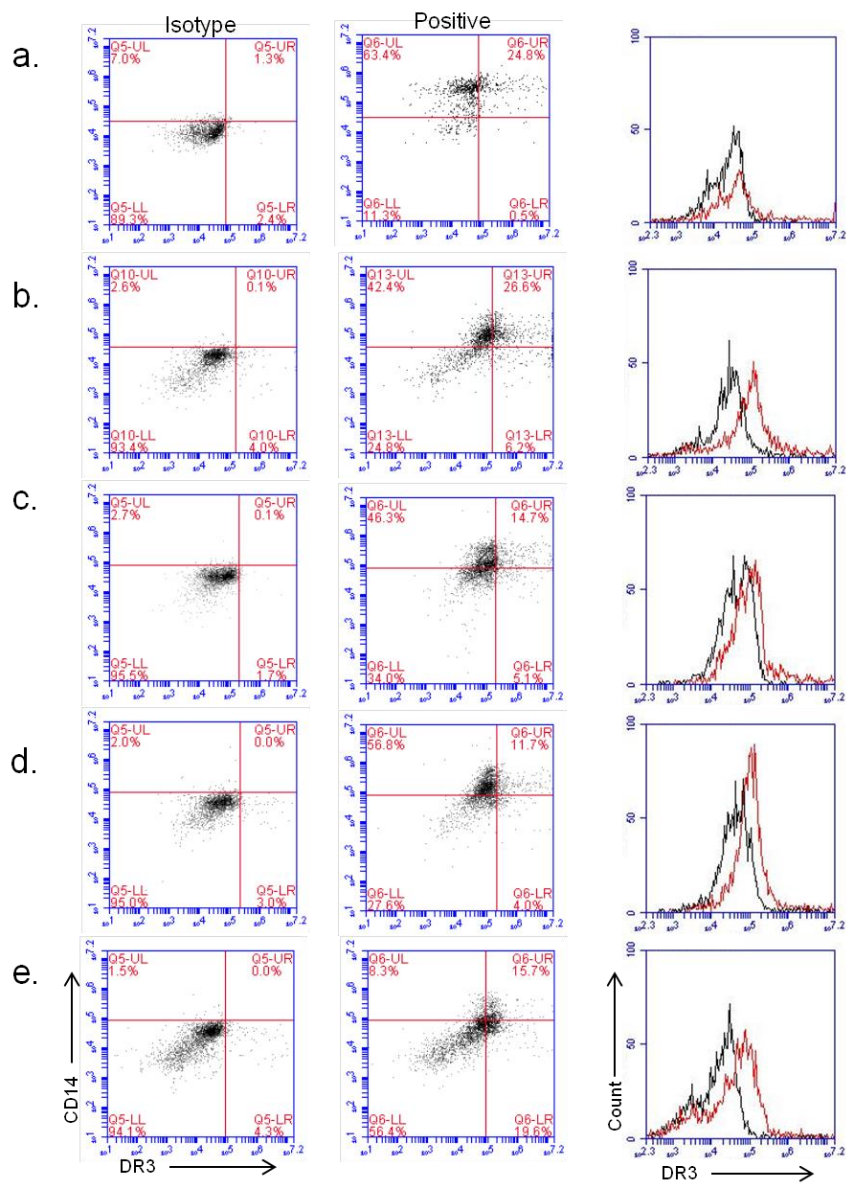 Isotype Positive
a.
Q5-UL Q5-UR
7.0% 1.3%
Q5-LL Q5-LR
89.3% 2.4%
Q6-UL Q6-UR
63.4% 24.8%
Q6-LL Q6-LR
11.3% 0.5%
b.
Q10-UL Q10-UR
2.6% 0.1%
Q10-LL Q10-LR
93.4% 4.0%
Q13-UL Q13-UR
42.4% 26.6%
Q13-LL Q13-LR
24.8% 6.2%
c.
Q5-UL Q5-UR
2.7% 0.1%
Q5-LL Q5-LR
95.5% 1.7%
Q6-UL Q6-UR
46.3% 14.7%
Q6-LL Q6-LR
34.0% 5.1%
d.
Q5-UL Q5-UR
2.0% 0.0%
Q5-LL Q5-LR
95.0% 3.0%
Q6-UL Q6-UR
56.8% 11.7%
Q6-LL Q6-LR
27.6% 4.0%
e.
Q5-UL Q5-UR
1.5% 0.0%
Q5-LL Q5-LR
94.1% 4.3%
Q6-UL Q6-UR
8.3% 15.7%
Q6-LL Q6-LR
56.4% 19.6%
CD14
DR3
Count
DR3